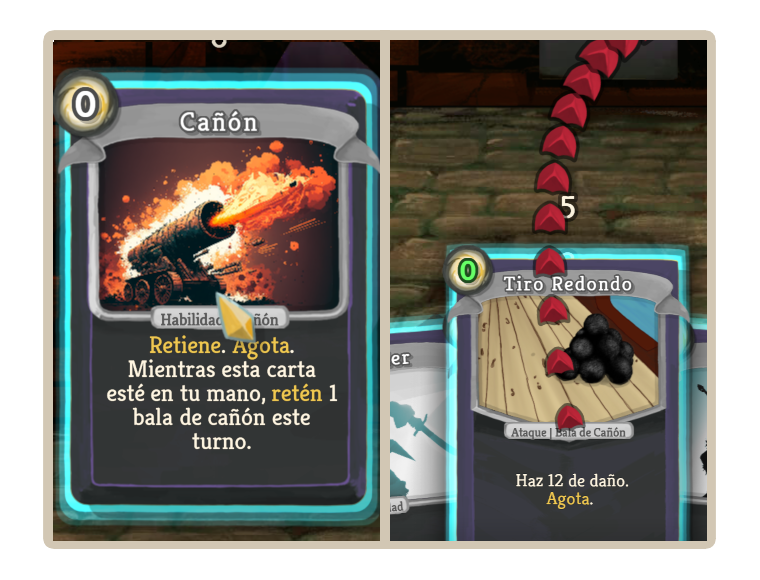 0
Cañón
Retiene. Agota.
Mientras esta carta
esté en tu mano, retén 1
bala de cañón este
turno.
5
0
Tiro Redondo
er
Ataque | Bala de Cañón
Haz 12 de daño.
Agota.